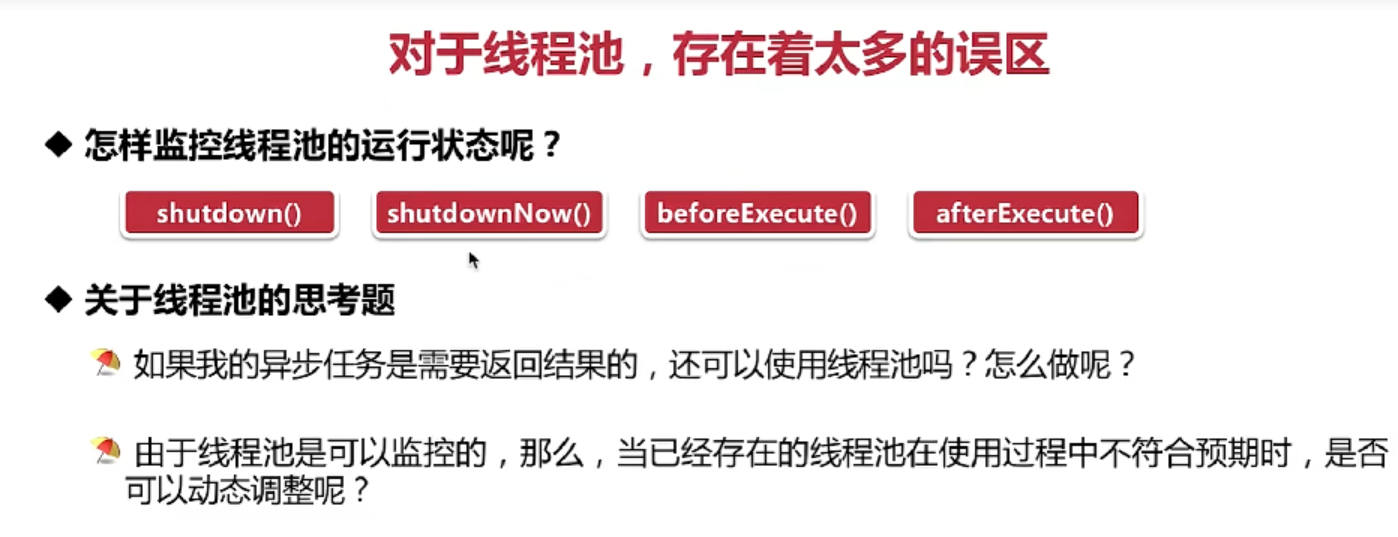 对于线程池，存在着太多的误区
怎样监控线程池的运行状态呢？
shutdown() shutdownNow() beforeExecute() afterExecute()
关于线程池的思考题
如果我的异步任务是需要返回结果的，还可以使用线程池吗？怎么做呢？
由于线程池是可以监控的，那么，当已经存在的线程池在使用过程中不符合预期时，是否
可以动态调整呢？